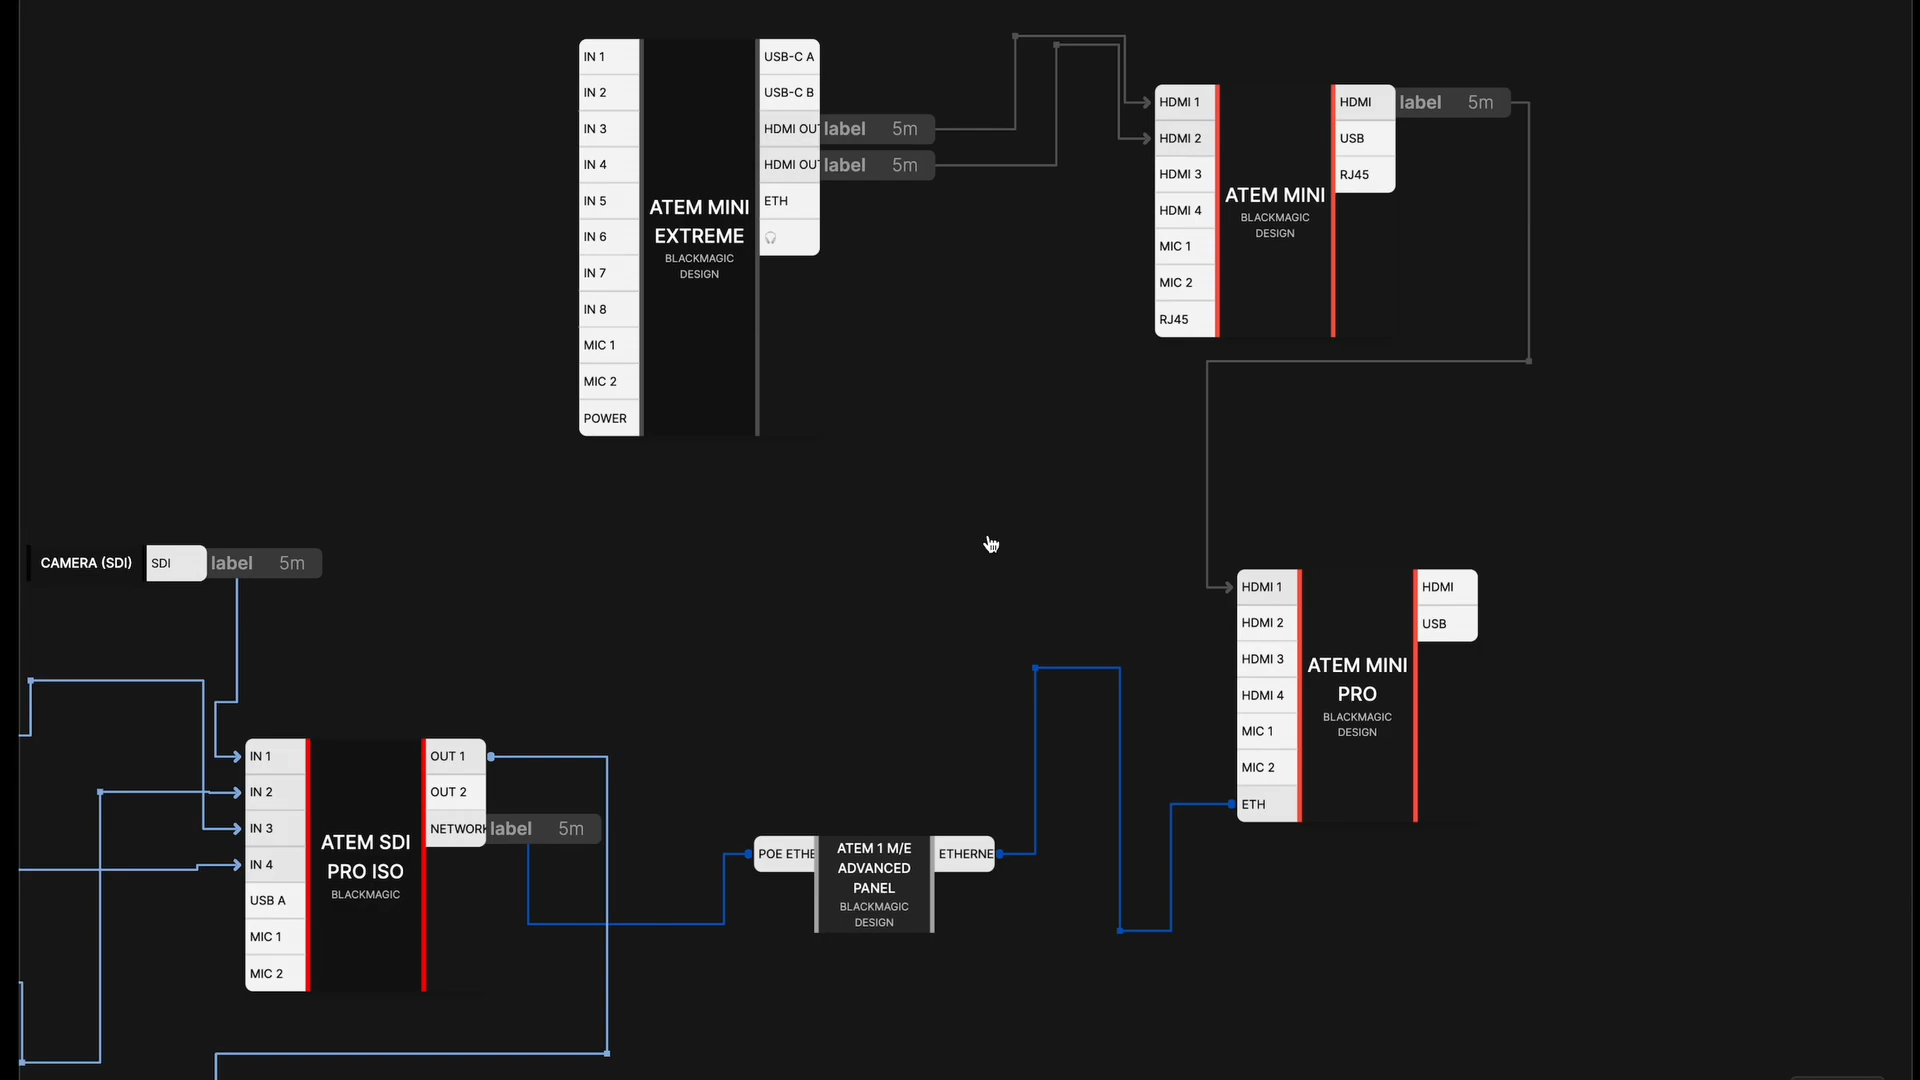 IN 1
IN 2
IN 3
IN 4
IN 5
IN 6
IN 7
IN 8
MIC 1
MIC 2
POWER
ATEM MINI
EXTREME
BLACKMAGIC
DESIGN
USB-C A
USB-C B
HDMI OUT
label 5m
HDMI OUT
label 5m
ETH
HDMI 1
HDMI 2
HDMI 3
HDMI 4
MIC 1
MIC 2
RJ45
ATEM MINI
BLACKMAGIC
DESIGN
HDMI
label 5m
USB
RJ45
CAMERA (SDI)
SDI
label 5m
IN 1
IN 2
IN 3
IN 4
USB A
MIC 1
MIC 2
ATEM SDI
PRO ISO
BLACKMAGIC
OUT 1
OUT 2
NETWORK
label 5m
POE ETHE
ATEM 1 M/E
ADVANCED
PANEL
BLACKMAGIC
DESIGN
ETHERNE
HDMI 1
HDMI 2
HDMI 3
HDMI 4
MIC 1
MIC 2
ETH
ATEM MINI
PRO
BLACKMAGIC
DESIGN
HDMI
USB